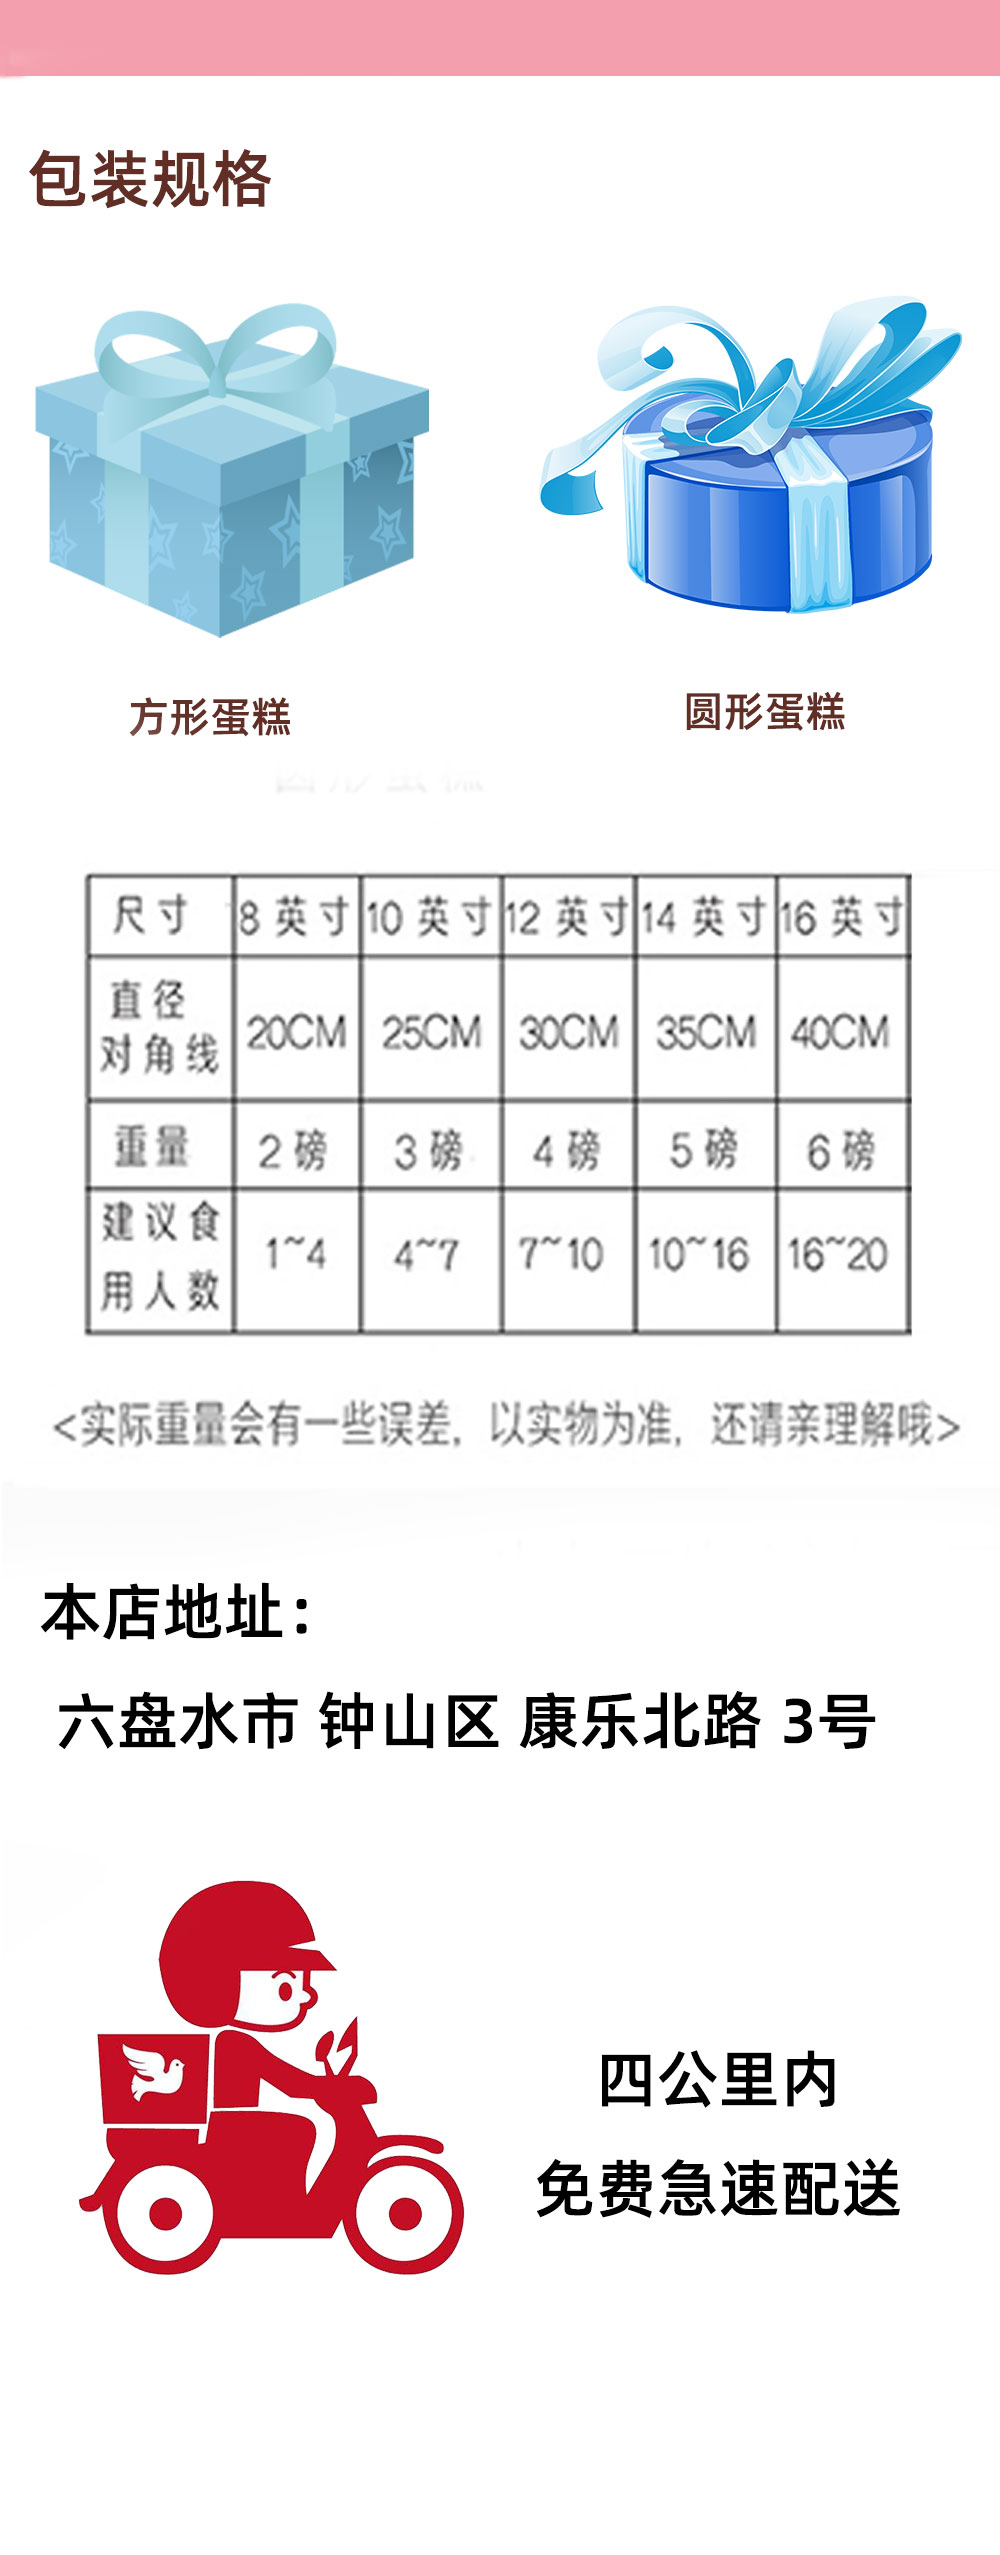 包装规格
方形蛋糕
圆形蛋糕
尺寸 8英寸 10英寸 12英寸 14英寸 16英寸
直径
对角线 20CM 25CM 30CM 35CM 40CM
重量 2磅 3磅 4磅 5磅 6磅
建议食
用人数 1~4 4~7 7~10 10~16 16~20
<实际重量会有一些误差，以实物为准，还请亲理解哦>
本店地址：
六盘水市 钟山区 康乐北路 3号
四公里内
免费急速配送